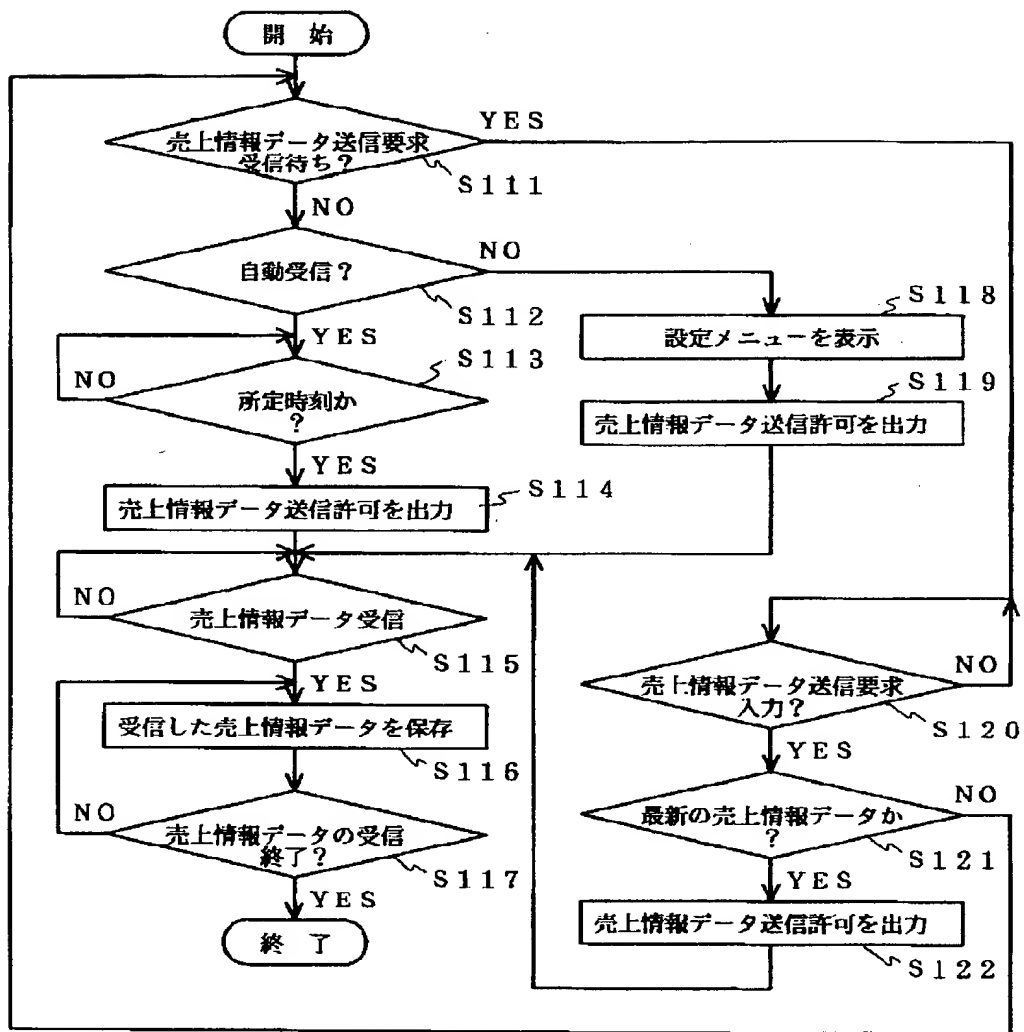 開 始
売上情報データ送信要求
受信待ち?
YES
S111
NO
自動受信?
NO
S112
YES
S118
設定メニューを表示
S113
NO
所定時刻か
?
S119
売上情報データ送信許可を出力
YES
S114
売上情報データ送信許可を出力
NO
売上情報データ受信
S115
YES
受信した売上情報データを保存
S116
NO
売上情報データの受信
終了?
S117
YES
終 了
売上情報データ送信要求
入力?
NO
S120
YES
最新の売上情報データか
?
NO
S121
YES
売上情報データ送信許可を出力
S122